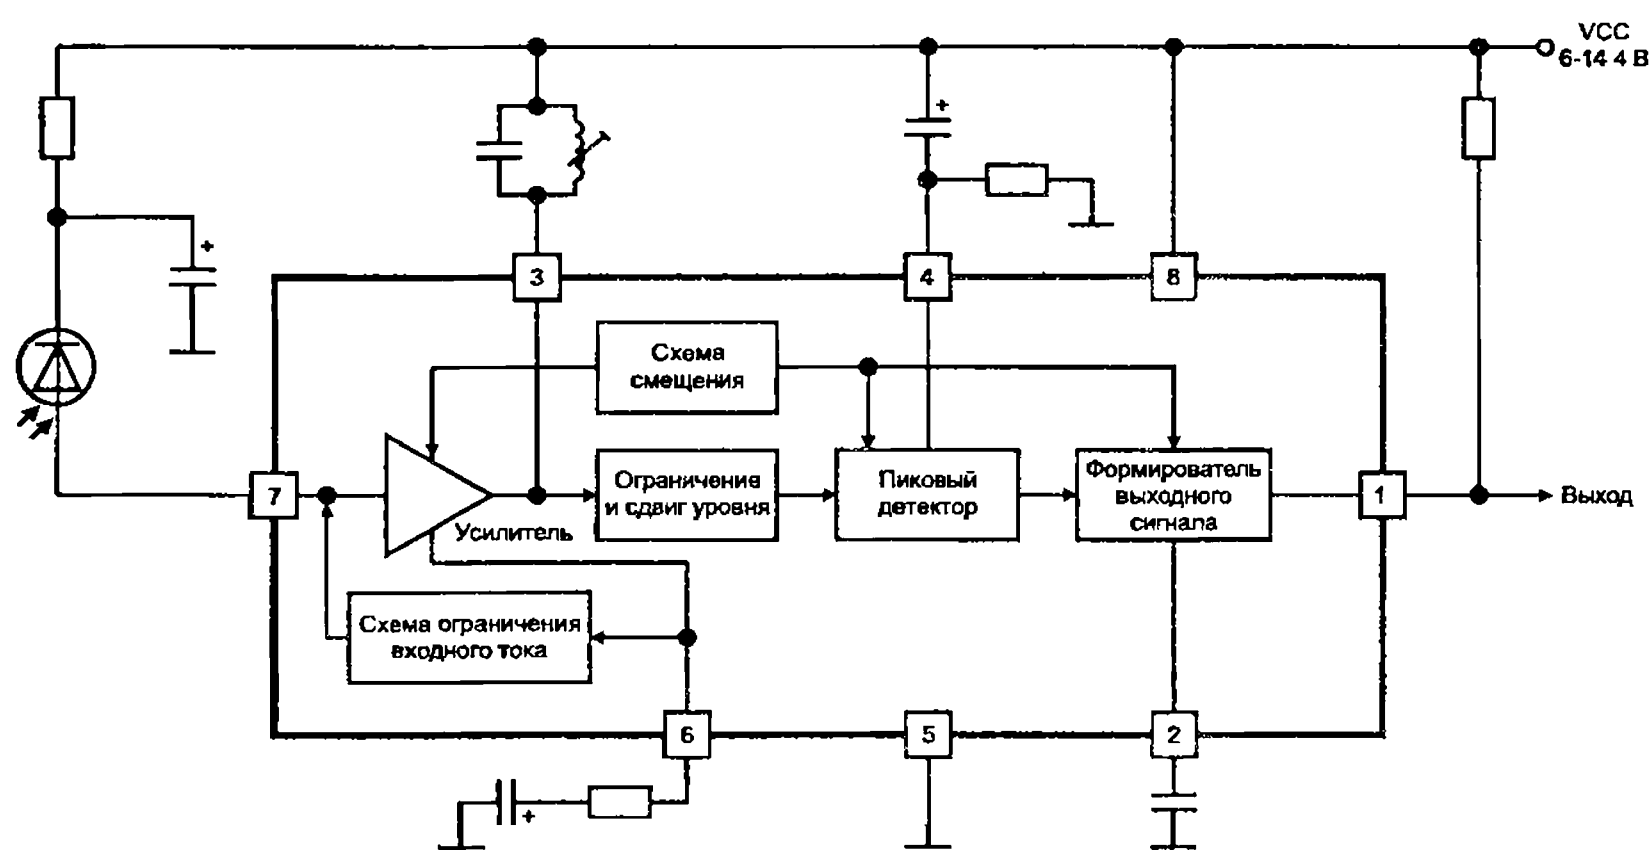 VCC
6-14 4 В
+
+
3
4
8
Схема
смещения
7
Усилитель
Ограничение
и сдвиг уровня
Пиковый
детектор
Формирователь
выходного
сигнала
1
Выход
Схема ограничения
входного тока
6
5
2
+